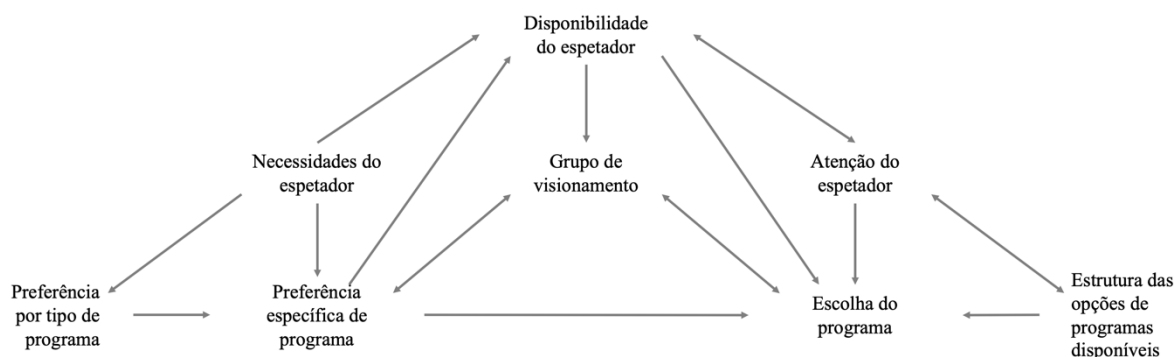 Disponibilidade
do espetador
Necessidades do
espetador
Grupo de
visionamento
Atenção do
espetador
Preferência
por tipo de
programa
Preferência
específica de
programa
Escolha do
programa
Estrutura das
opções de
programas
disponíveis